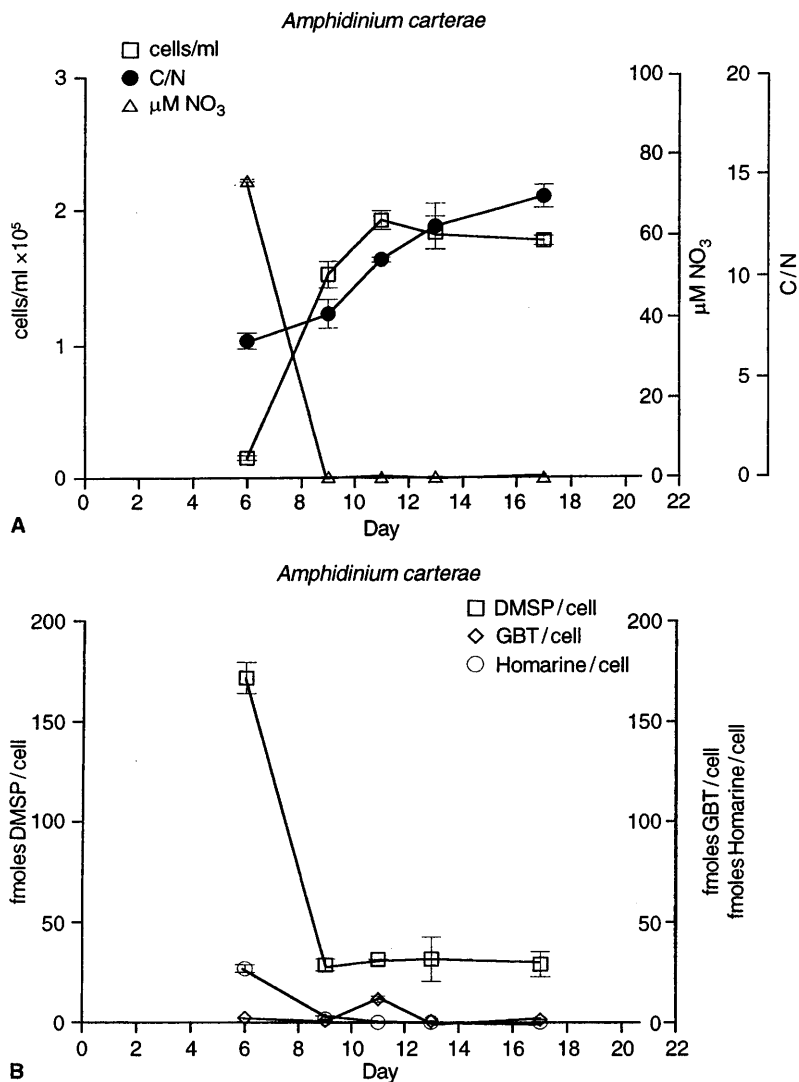 Amphidinium carterae
cells/ml
C/N
μM NO3
3
2
1
0
cells/ml ×10⁵
100
80
60
40
20
0
μM NO3
20
15
10
5
0
C/N
0 2 4 6 8 10 12 14 16 18 20 22
Day
A
Amphidinium carterae
DMSP/cell
GBT/cell
Homarine/cell
200
150
100
50
0
fmoles DMSP/cell
200
150
100
50
0
fmoles GBT/cell
fmoles Homarine/cell
0 2 4 6 8 10 11 12 14 16 18 20 22
Day
B